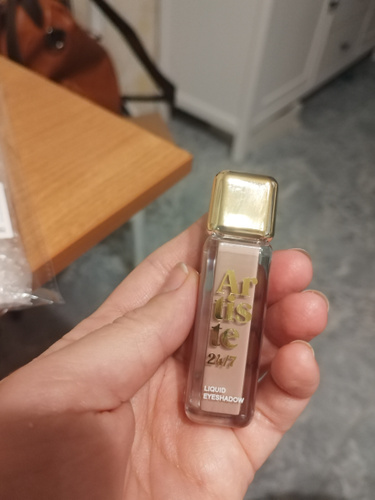 Ar
tis
te
24/7
LIQUID
EYESHADOW